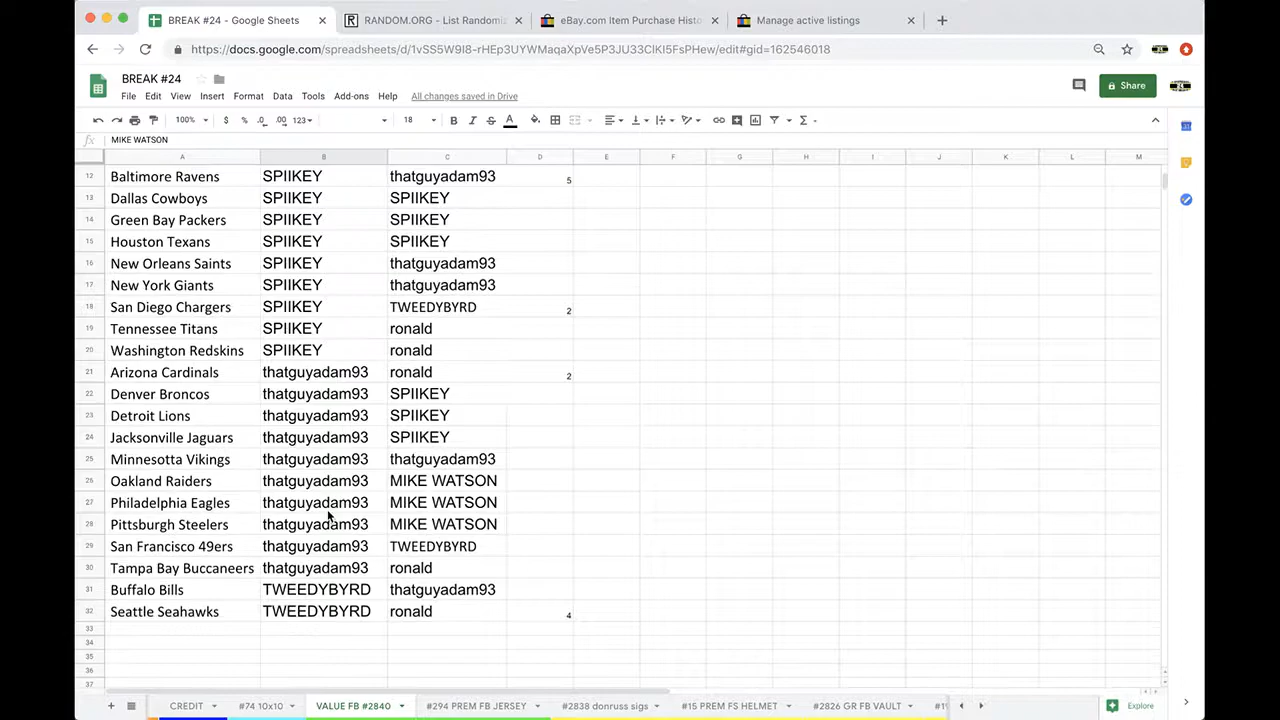 BREAK #24 - Google Sheets
RANDOM.ORG - List Randomiz
eBay.com Item Purchase Histo
Manage active listings
https://docs.google.com/spreadsheets/d/1vSS5W9I8-rHEp3UYWMaqaXpVe5P3JU33CIKI5FsPHew/edit#gid=162546018
BREAK #24
File Edit View Insert Format Data Tools Add-ons Help All changes saved in Drive
Share
100% $ % .0 .00 123 18 B I S A
fx MIKE WATSON
A B C D E F G H I J K L M
12 Baltimore Ravens SPIIKEY thatguyadam93 5
13 Dallas Cowboys SPIIKEY SPIIKEY
14 Green Bay Packers SPIIKEY SPIIKEY
15 Houston Texans SPIIKEY SPIIKEY
16 New Orleans Saints SPIIKEY thatguyadam93
17 New York Giants SPIIKEY thatguyadam93
18 San Diego Chargers SPIIKEY TWEEDYBYRD 2
19 Tennessee Titans SPIIKEY ronald
20 Washington Redskins SPIIKEY ronald
21 Arizona Cardinals thatguyadam93 ronald 2
22 Denver Broncos thatguyadam93 SPIIKEY
23 Detroit Lions thatguyadam93 SPIIKEY
24 Jacksonville Jaguars thatguyadam93 SPIIKEY
25 Minnesotta Vikings thatguyadam93 thatguyadam93
26 Oakland Raiders thatguyadam93 MIKE WATSON
27 Philadelphia Eagles thatguyadam93 MIKE WATSON
28 Pittsburgh Steelers thatguyadam93 MIKE WATSON
29 San Francisco 49ers thatguyadam93 TWEEDYBYRD
30 Tampa Bay Buccaneers thatguyadam93 ronald
31 Buffalo Bills TWEEDYBYRD thatguyadam93
32 Seattle Seahawks TWEEDYBYRD ronald 4
33
34
35
36
37
CREDIT #74 10x10 VALUE FB #2840 #294 PREM FB JERSEY #2838 donruss sigs #15 PREM FS HELMET #2826 GR FB VAULT Explore